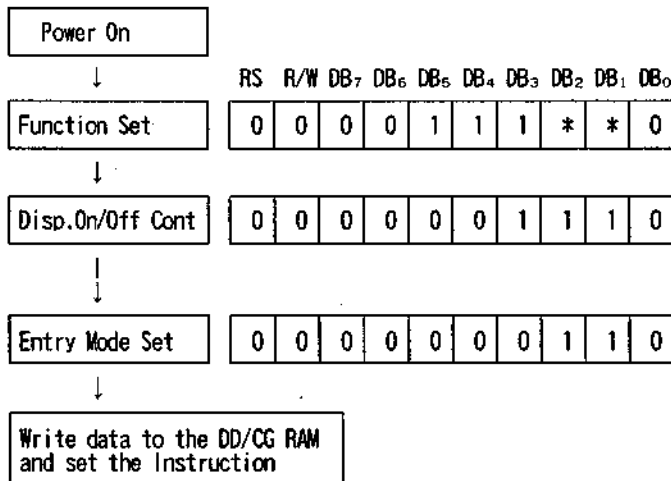 Power On
↓
RS R/W DB₇ DB₆ DB₅ DB₄ DB₃ DB₂ DB₁ DB₀
Function Set 0 0 0 0 1 1 1 * * 0
↓
Disp.On/Off Cont 0 0 0 0 0 0 1 1 1 0
↓
Entry Mode Set 0 0 0 0 0 0 0 1 1 0
↓
Write data to the DD/CG RAM
and set the Instruction